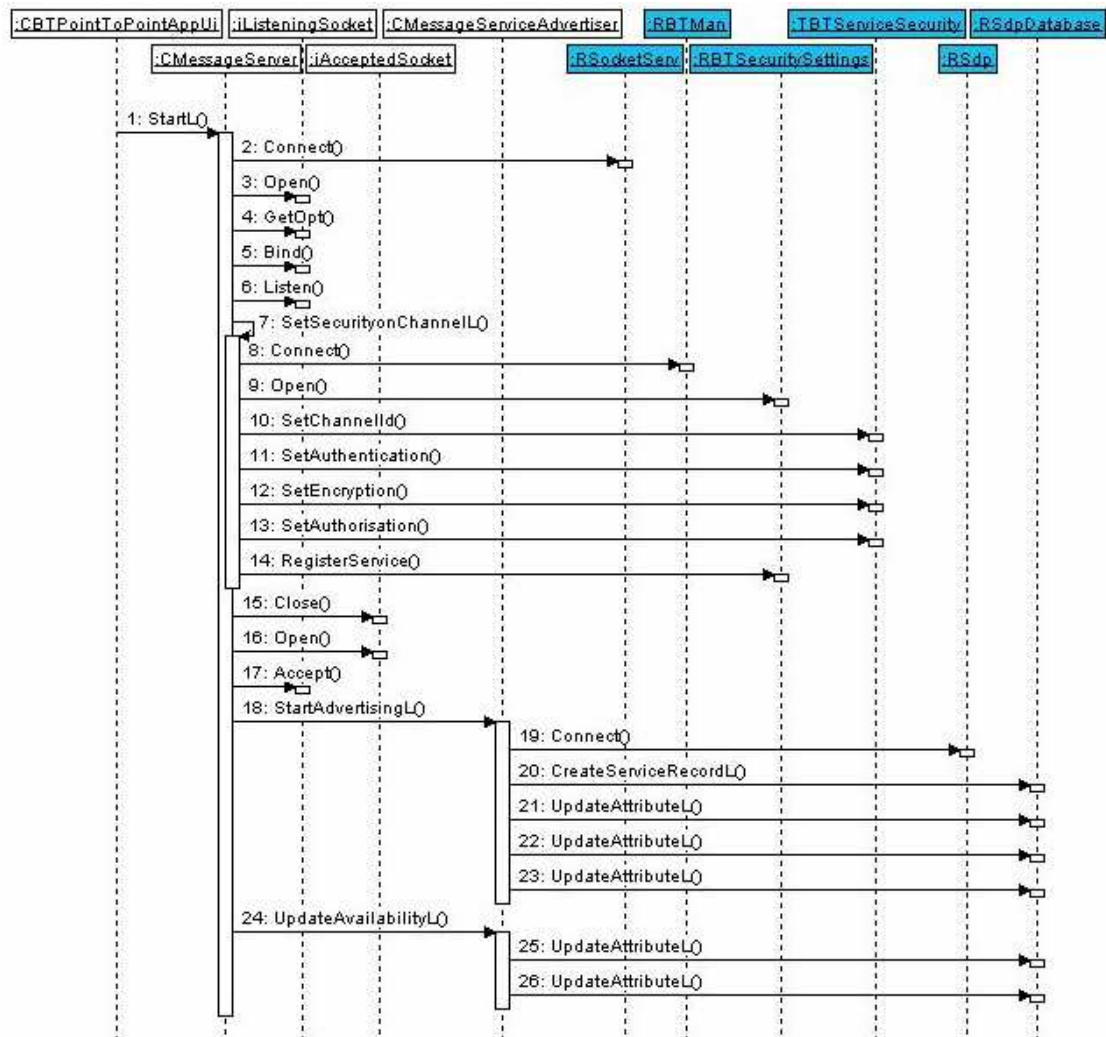 :CBTPointToPointAppUi :iListeningSocket :CMessageServiceAdvertiser :RBTMan :TBTServiceSecurity :RSdpDatabase
:CMessageServer :iAcceptedSocket :RSocketServ :RBTSecuritySettings :RSdp
1: StartL()
2: Connect()
3: Open()
4: GetOpt()
5: Bind()
6: Listen()
7: SetSecurityonChannelL()
8: Connect()
9: Open()
10: SetChannelId()
11: SetAuthentication()
12: SetEncryption()
13: SetAuthorisation()
14: RegisterService()
15: Close()
16: Open()
17: Accept()
18: StartAdvertisingL()
19: Connect()
20: CreateServiceRecordL()
21: UpdateAttributeL()
22: UpdateAttributeL()
23: UpdateAttributeL()
24: UpdateAvailabilityL()
25: UpdateAttributeL()
26: UpdateAttributeL()